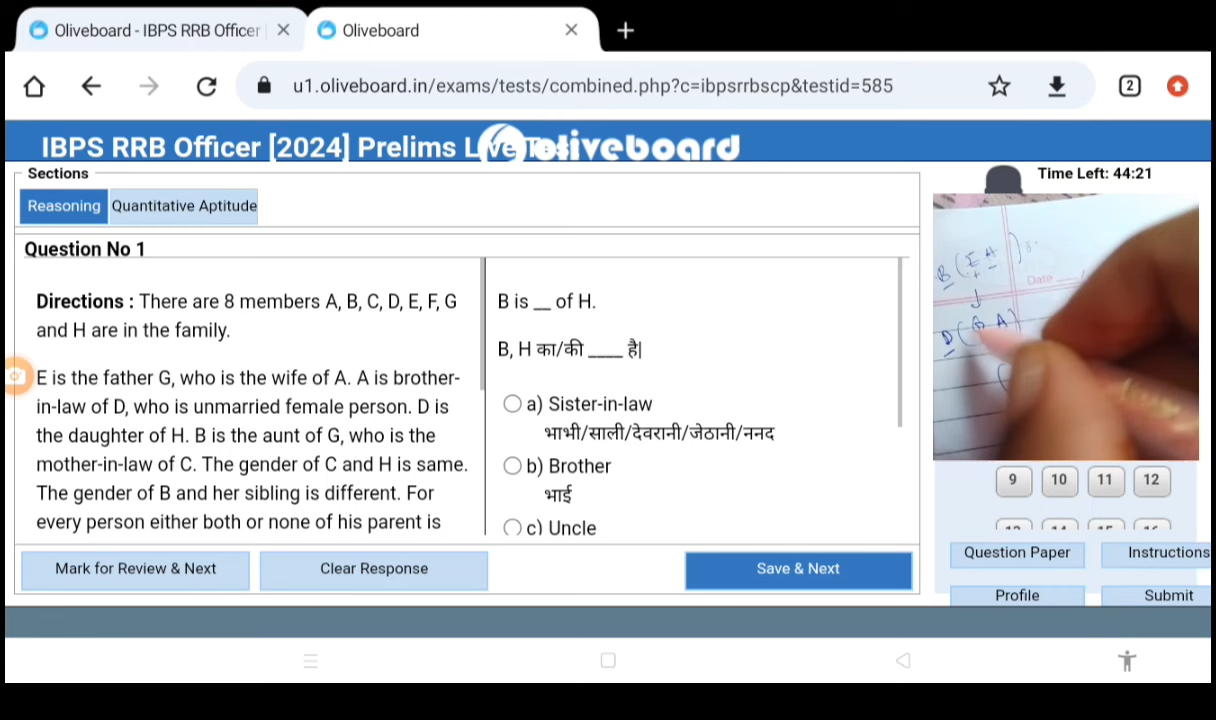 Oliveboard - IBPS RRB Officer
Oliveboard
u1.oliveboard.in/exams/tests/combined.php?c=ibpsrrbscp&testid=585
2
IBPS RRB Officer [2024] Prelims Live Test
oliveboard
Sections
Time Left: 44:21
Reasoning
Quantitative Aptitude
Question No 1
Directions : There are 8 members A, B, C, D, E, F, G
and H are in the family.
E is the father G, who is the wife of A. A is brother-
in-law of D, who is unmarried female person. D is
the daughter of H. B is the aunt of G, who is the
mother-in-law of C. The gender of C and H is same.
The gender of B and her sibling is different. For
every person either both or none of his parent is
B is __ of H.
B, H का/की ____ है|
a) Sister-in-law
भाभी/साली/देवरानी/जेठानी/ननद
b) Brother
भाई
c) Uncle
Date
9
10
11
12
Mark for Review & Next
Clear Response
Save & Next
Question Paper
Instructions
Profile
Submit